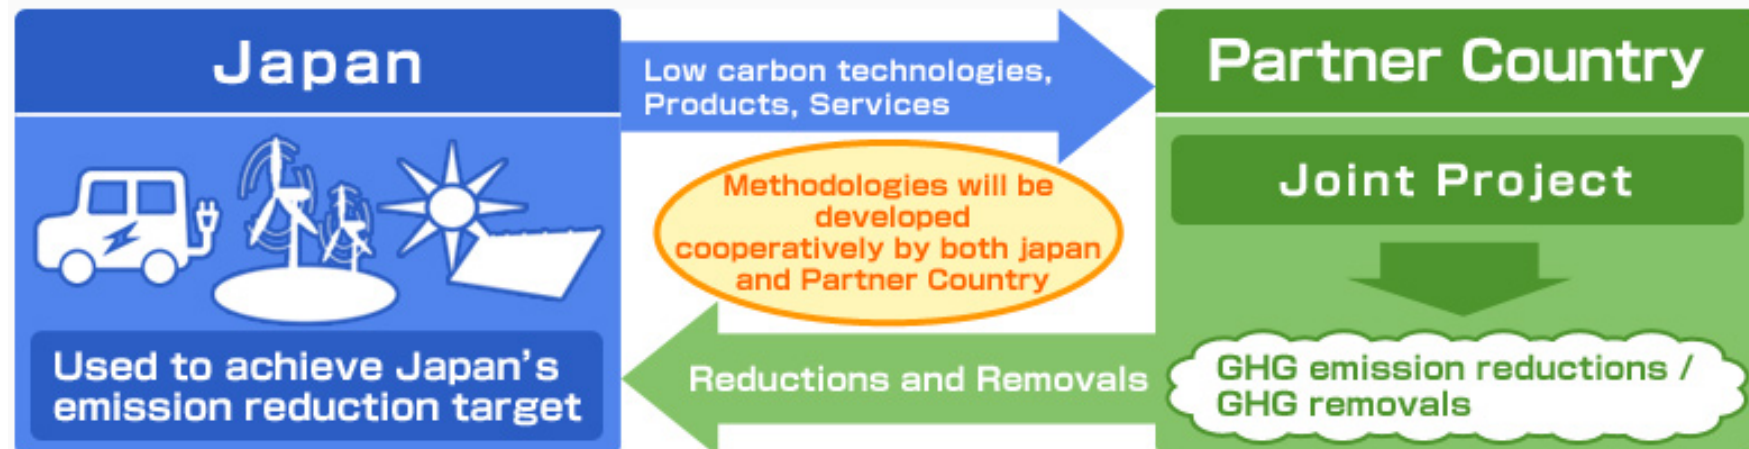 Japan
Low carbon technologies,
Products, Services
Partner Country
Joint Project
Methodologies will be
developed
cooperatively by both japan
and Partner Country
Used to achieve Japan's
emission reduction target
Reductions and Removals
GHG emission reductions /
GHG removals